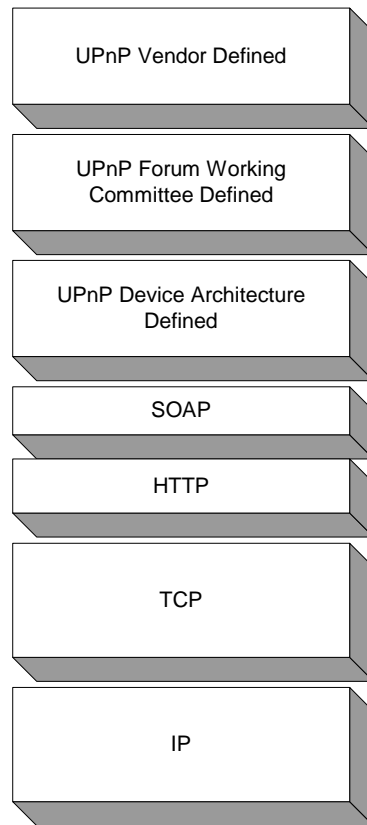 UPnP Vendor Defined
UPnP Forum Working
Committee Defined
UPnP Device Architecture
Defined
SOAP
HTTP
TCP
IP